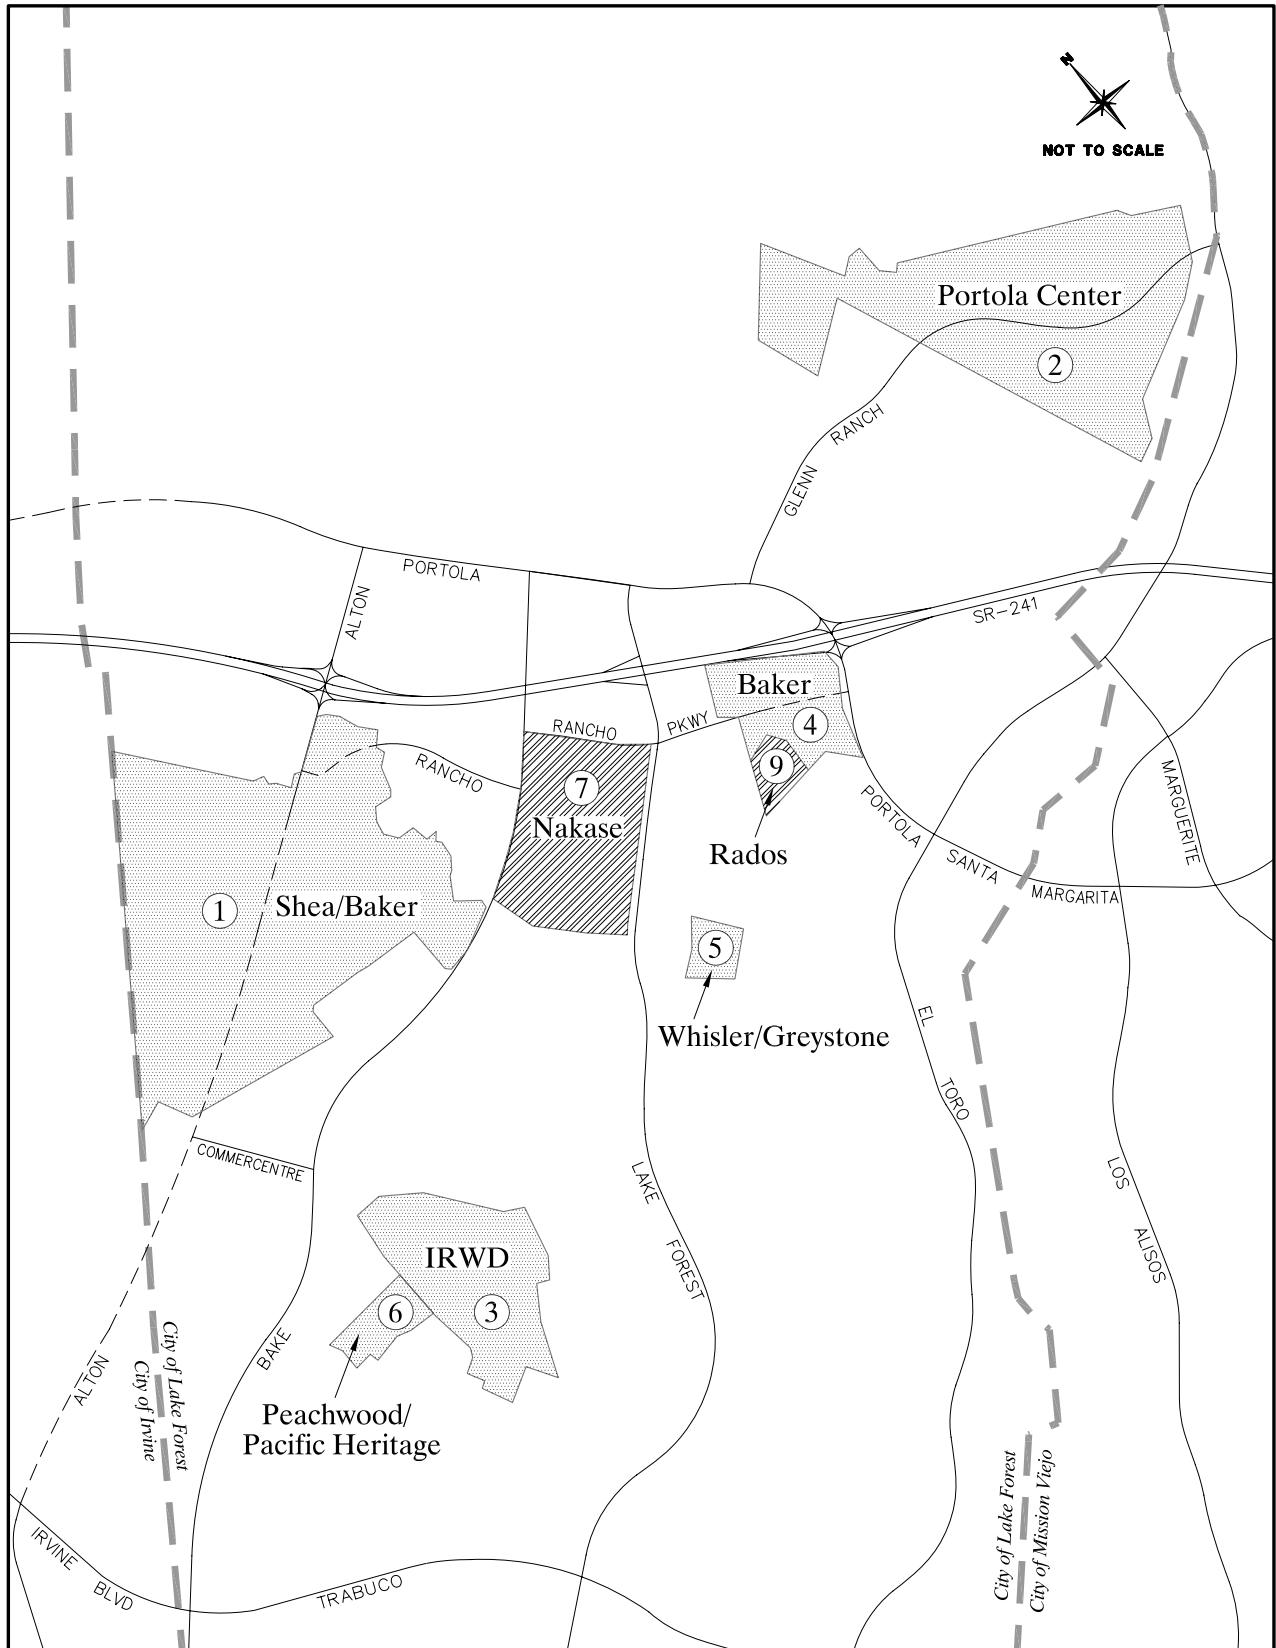 N
NOT TO SCALE
Portola Center
2
GLENN
RANCH
PORTOLA
ALTON
SR-241
Baker
4
RANCHO
PKWY
RANCHO
7
Nakase
9
Rados
PORTOLA
SANTA
MARGARITA
MARGUERITE
1
Shea/Baker
5
Whisler/Greystone
EL
TORO
COMMERCENTRE
LAKE
FOREST
LOS
ALISOS
IRWD
3
6
Peachwood/
Pacific Heritage
BAKE
ALTON
City of Lake Forest
City of Irvine
City of Lake Forest
City of Mission Viejo
IRVINE
BLVD
TRABUCO